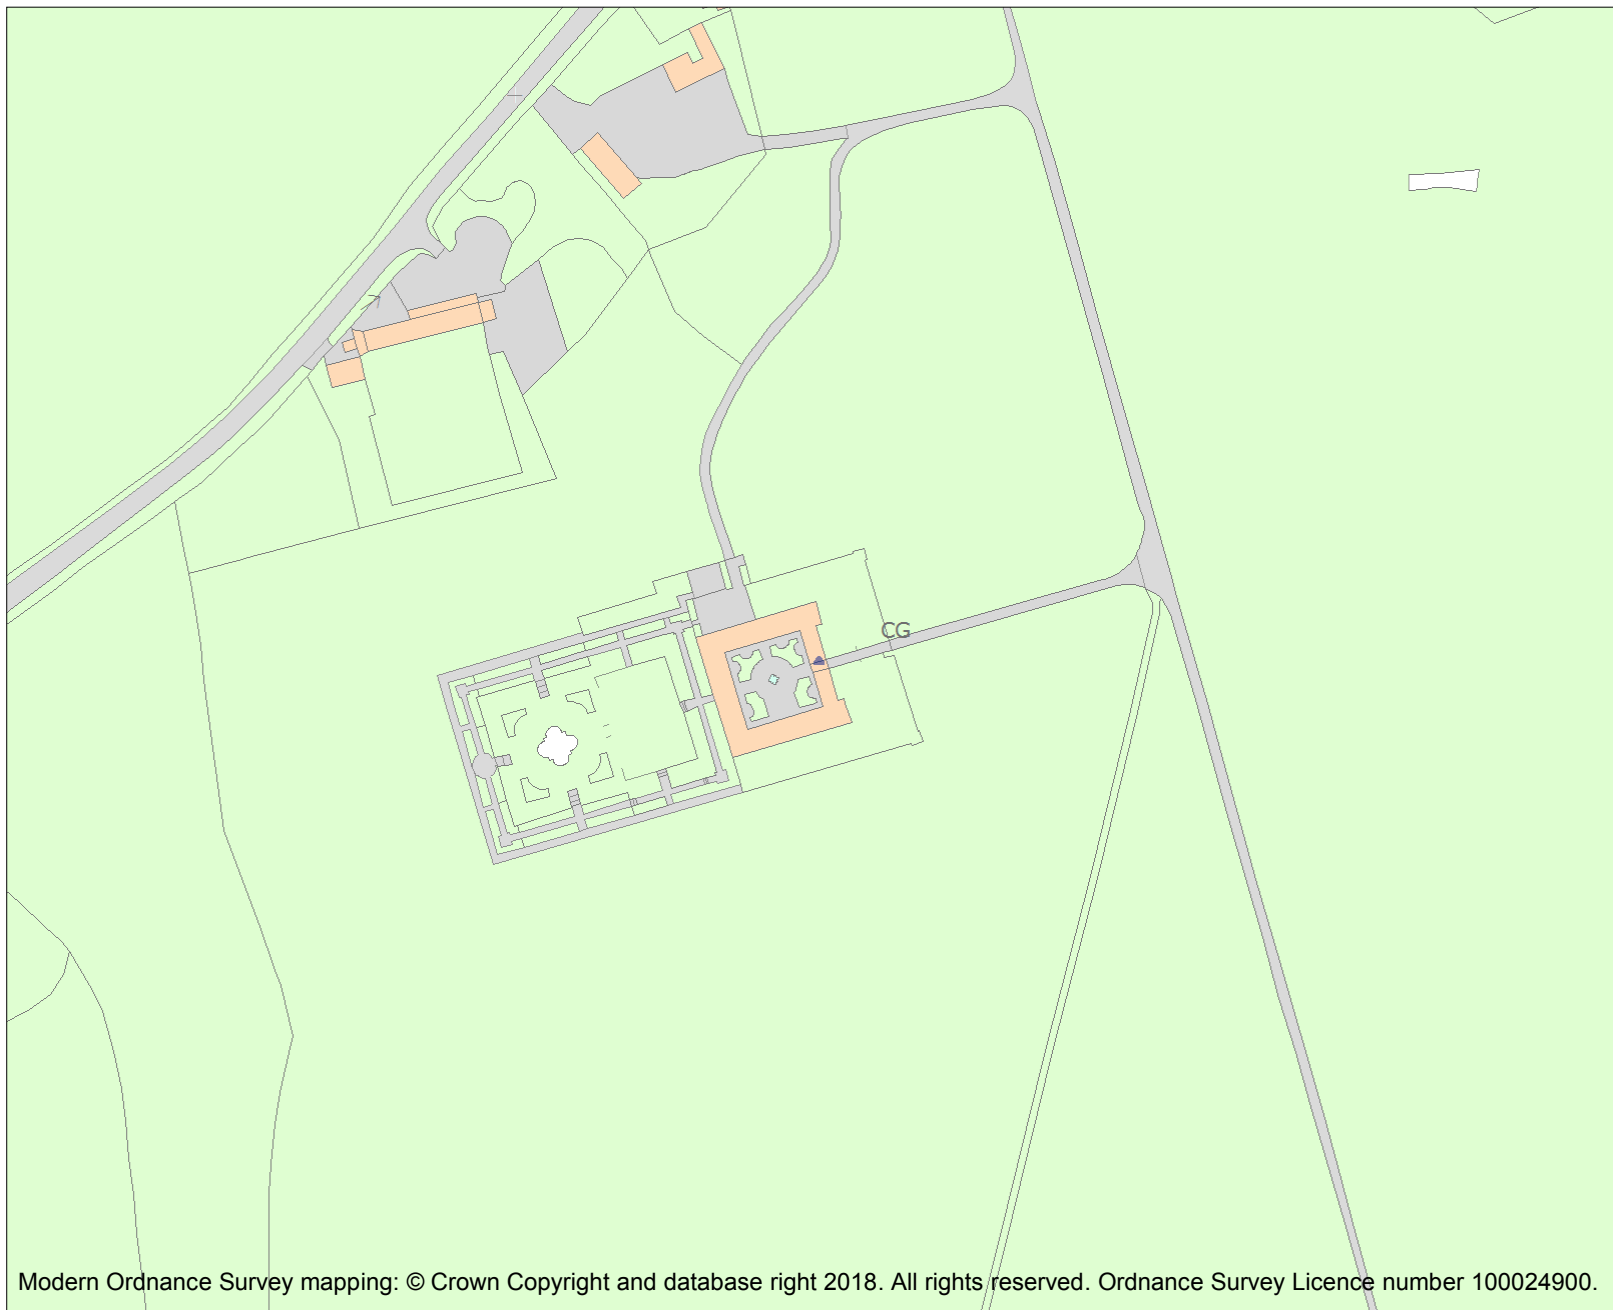 CG
Modern Ordnance Survey mapping: © Crown Copyright and database right 2018. All rights reserved. Ordnance Survey Licence number 100024900.